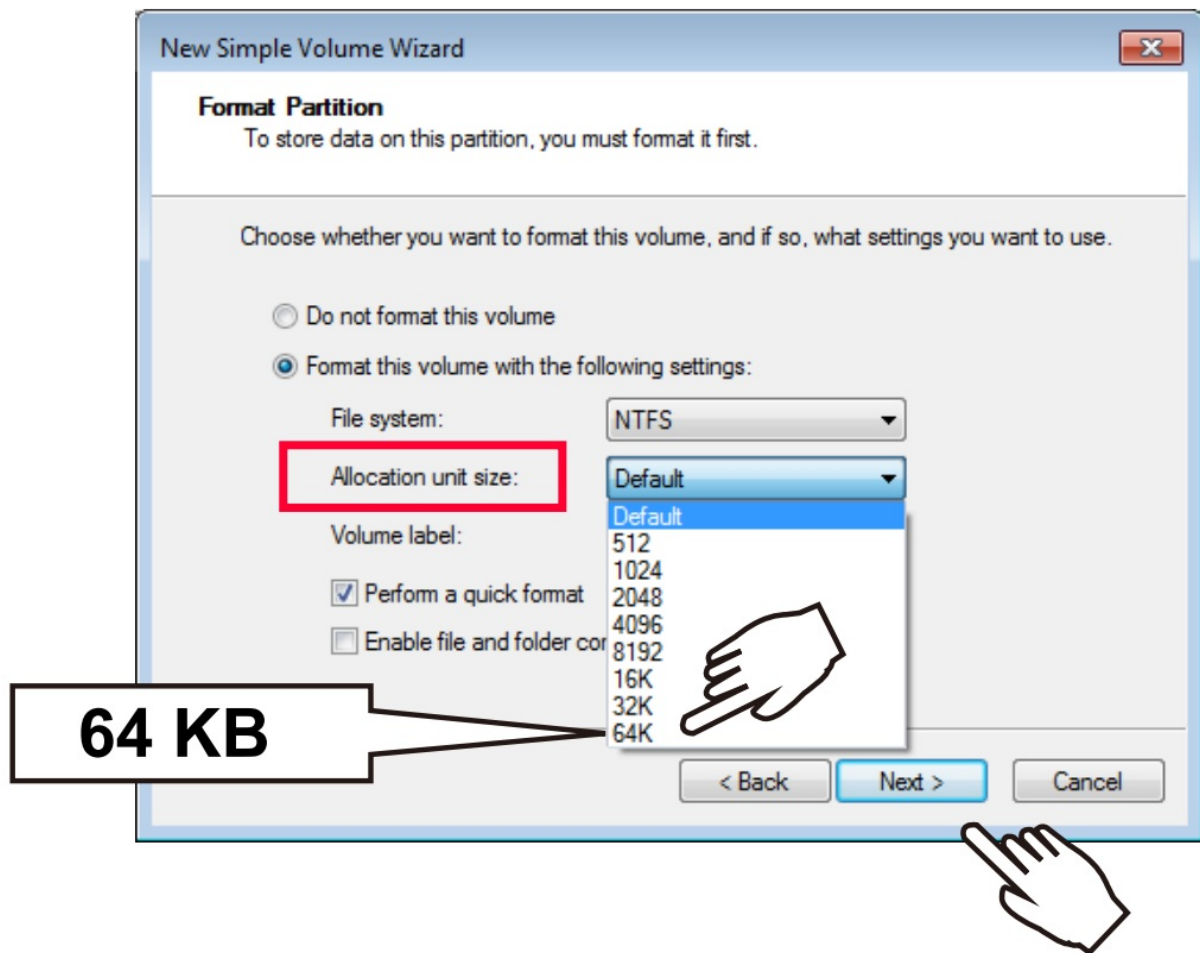 New Simple Volume Wizard
Format Partition
To store data on this partition, you must format it first.
Choose whether you want to format this volume, and if so, what settings you want to use.
Do not format this volume
Format this volume with the following settings:
File system: NTFS
Allocation unit size: Default
Default
Volume label:
512
1024
Perform a quick format
2048
4096
Enable file and folder
8192
16K
32K
64K
64 KB
< Back Next > Cancel